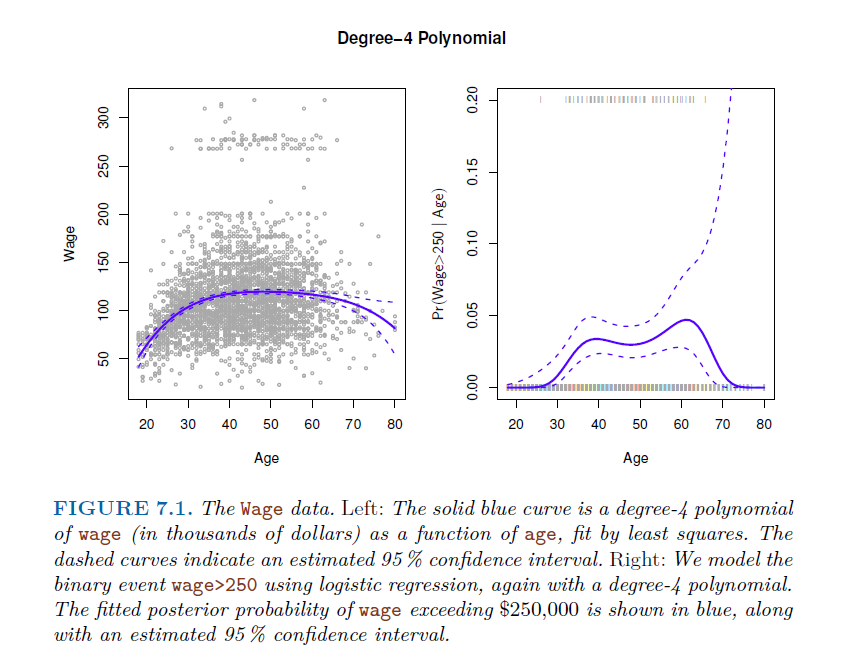 Degree−4 Polynomial
Wage
50
100
150
200
250
300
20 30 40 50 60 70 80
Age
Pr(Wage>250 | Age)
0.00
0.05
0.10
0.15
0.20
20 30 40 50 60 70 80
Age
FIGURE 7.1. The Wage data. Left: The solid blue curve is a degree-4 polynomial
of wage (in thousands of dollars) as a function of age, fit by least squares. The
dashed curves indicate an estimated 95 % confidence interval. Right: We model the
binary event wage>250 using logistic regression, again with a degree-4 polynomial.
The fitted posterior probability of wage exceeding $250,000 is shown in blue, along
with an estimated 95 % confidence interval.